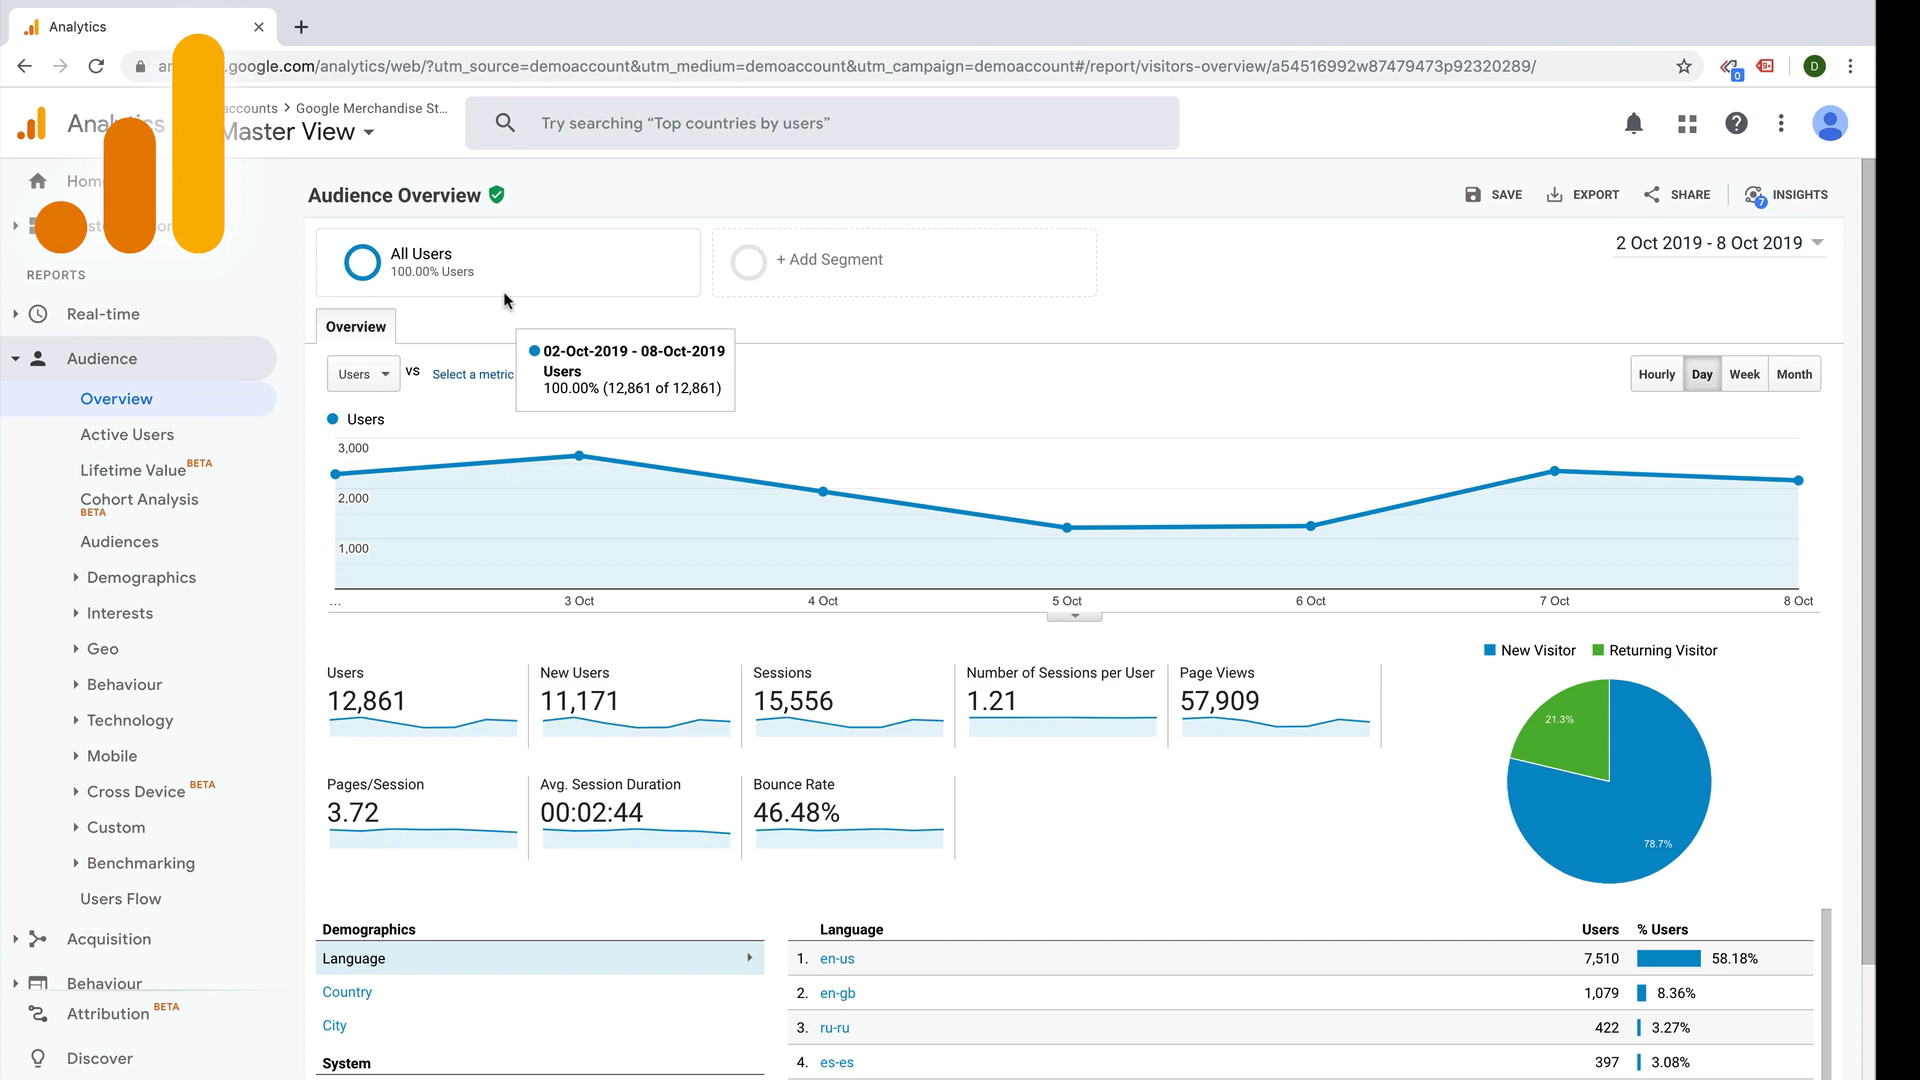 Analytics
.google.com/analytics/web/?utm_source=demoaccount&utm_medium=demoaccount&utm_campaign=demoaccount#/report/visitors-overview/a54516992w87479473p92320289/
0
9+
D
Analytics
accounts > Google Merchandise St...
Master View
Try searching “Top countries by users”
Home
REPORTS
Real-time
Audience
Overview
Active Users
Lifetime Value BETA
Cohort Analysis
BETA
Audiences
Demographics
Interests
Geo
Behaviour
Technology
Mobile
Cross Device BETA
Custom
Benchmarking
Users Flow
Acquisition
Behaviour
Attribution BETA
Discover
Audience Overview
SAVE
EXPORT
SHARE
7
INSIGHTS
All Users
100.00% Users
+ Add Segment
2 Oct 2019 - 8 Oct 2019
Overview
02-Oct-2019 - 08-Oct-2019
Users
100.00% (12,861 of 12,861)
Users
VS
Select a metric
Hourly
Day
Week
Month
Users
3,000
2,000
1,000
...
3 Oct
4 Oct
5 Oct
6 Oct
7 Oct
8 Oct
Users
12,861
New Users
11,171
Sessions
15,556
Number of Sessions per User
1.21
Page Views
57,909
Pages/Session
3.72
Avg. Session Duration
00:02:44
Bounce Rate
46.48%
New Visitor
Returning Visitor
21.3%
78.7%
Demographics
Language
Country
City
System
Language Users % Users
1. en-us 7,510 58.18%
2. en-gb 1,079 8.36%
3. ru-ru 422 3.27%
4. es-es 397 3.08%